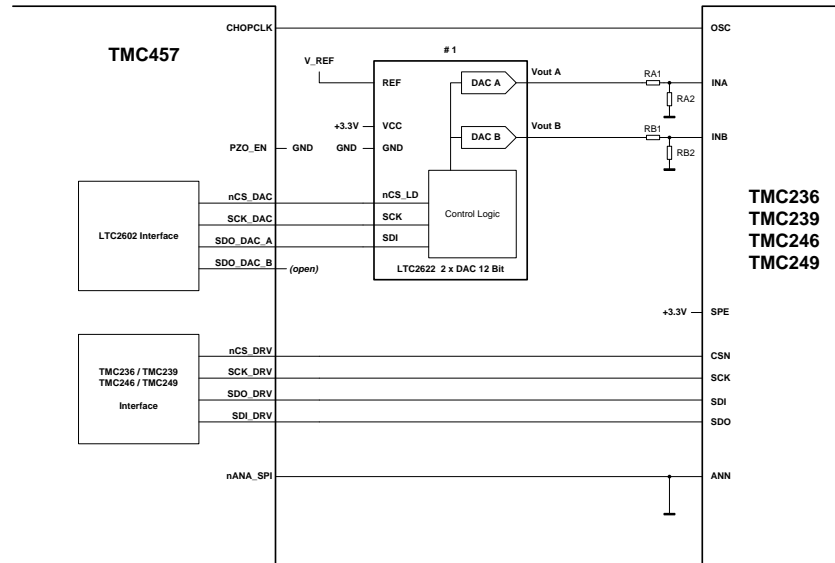 CHOPCLK
OSC
TMC457
# 1
V_REF
REF
DAC A
Vout A
RA1
INA
RA2
+3.3V
VCC
DAC B
Vout B
RB1
INB
PZO_EN
GND
GND
GND
RB2
nCS_DAC
nCS_LD
SCK_DAC
SCK
Control Logic
LTC2602 Interface
SDO_DAC_A
SDI
SDO_DAC_B
(open)
LTC2622 2 x DAC 12 Bit
TMC236
TMC239
TMC246
TMC249
+3.3V
SPE
nCS_DRV
CSN
TMC236 / TMC239
TMC246 / TMC249
Interface
SCK_DRV
SCK
SDO_DRV
SDI
SDI_DRV
SDO
nANA_SPI
ANN